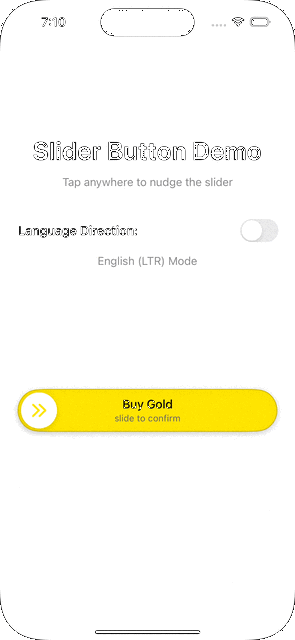 7:10
Slider Button Demo
Tap anywhere to nudge the slider
Language Direction:
English (LTR) Mode
Buy Gold
slide to confirm